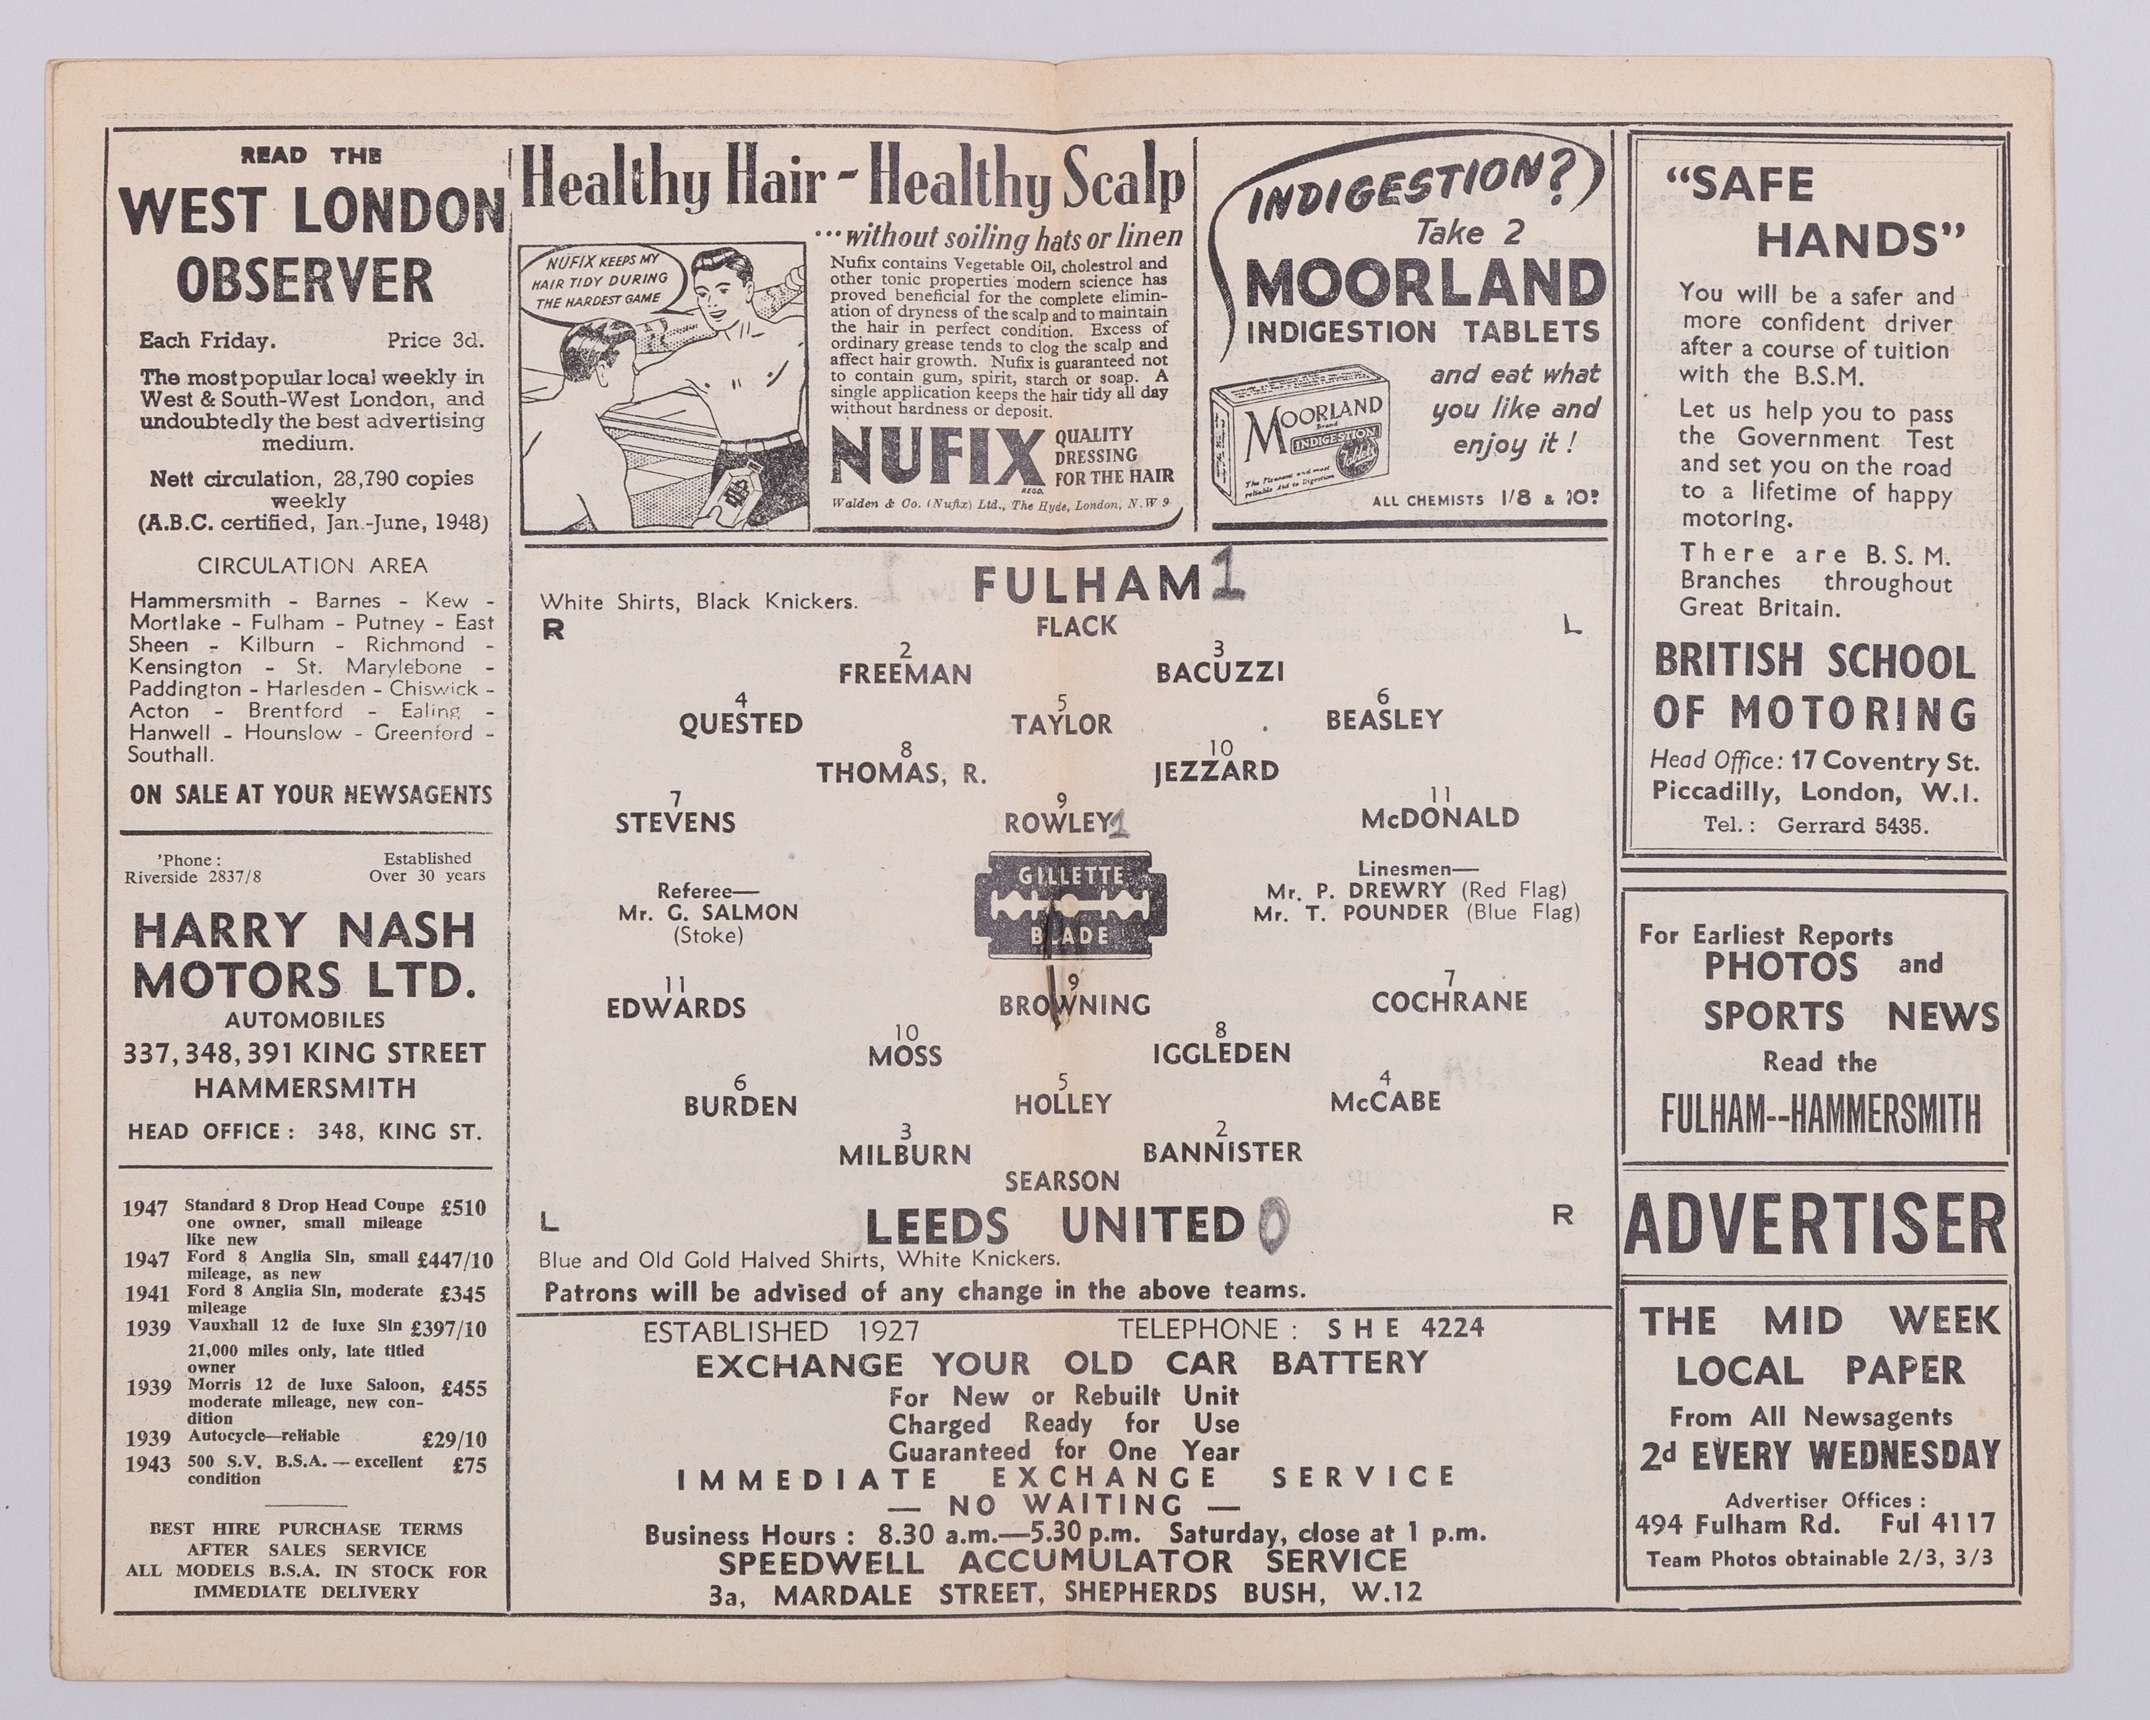 READ THE
WEST LONDON
OBSERVER
Each Friday. Price 3d.
The most popular local weekly in
West & South-West London, and
undoubtedly the best advertising
medium.
Nett circulation, 28,790 copies
weekly
(A.B.C. certified, Jan.-June, 1948)
CIRCULATION AREA
Hammersmith - Barnes - Kew -
Mortlake - Fulham - Putney - East
Sheen - Kilburn - Richmond -
Kensington - St. Marylebone -
Paddington - Harlesden - Chiswick -
Acton - Brentford - Ealing -
Hanwell - Hounslow - Greenford -
Southall.
ON SALE AT YOUR NEWSAGENTS
'Phone : Established
Riverside 2837/8 Over 30 years
HARRY NASH
MOTORS LTD.
AUTOMOBILES
337, 348, 391 KING STREET
HAMMERSMITH
HEAD OFFICE : 348, KING ST.
1947 Standard 8 Drop Head Coupe £510
one owner, small mileage
like new
1947 Ford 8 Anglia Sln, small £447/10
mileage, as new
1941 Ford 8 Anglia Sln, moderate £345
mileage
1939 Vauxhall 12 de luxe Sln £397/10
21,000 miles only, late titled
owner
1939 Morris 12 de luxe Saloon, £455
moderate mileage, new con-
dition
1939 Autocycle—reliable £29/10
1943 500 S.V. B.S.A. — excellent £75
condition
BEST HIRE PURCHASE TERMS
AFTER SALES SERVICE
ALL MODELS B.S.A. IN STOCK FOR
IMMEDIATE DELIVERY
Healthy Hair - Healthy Scalp
...without soiling hats or linen
NUFIX KEEPS MY
HAIR TIDY DURING
THE HARDEST GAME
Nufix contains Vegetable Oil, cholestrol and
other tonic properties modern science has
proved beneficial for the complete elimin-
ation of dryness of the scalp and to maintain
the hair in perfect condition. Excess of
ordinary grease tends to clog the scalp and
affect hair growth. Nufix is guaranteed not
to contain gum, spirit, starch or soap. A
single application keeps the hair tidy all day
without hardness or deposit.
NUFIX
REGD.
QUALITY
DRESSING
FOR THE HAIR
Walden & Co. (Nufix) Ltd., The Hyde, London, N.W 9
INDIGESTION?
Take 2
MOORLAND
INDIGESTION TABLETS
and eat what
you like and
enjoy it !
MOORLAND
Brand
INDIGESTION
Tablets
The Pleasant and most
reliable Aid to Digestion
ALL CHEMISTS 1/8 &
FULHAM 1
White Shirts, Black Knickers.
R FLACK L
2 3
FREEMAN BACUZZI
4 5 6
QUESTED TAYLOR BEASLEY
8 10
THOMAS, R. JEZZARD
7 9 11
STEVENS ROWLEY 1 McDONALD
Referee—
Mr. G. SALMON
(Stoke)
GILLETTE
BLADE
Linesmen—
Mr. P. DREWRY (Red Flag)
Mr. T. POUNDER (Blue Flag)
11 9 7
EDWARDS BROWNING COCHRANE
10 8
MOSS IGGLEDEN
6 5 4
BURDEN HOLLEY McCABE
3 2
MILBURN BANNISTER
SEARSON
L LEEDS UNITED 0 R
Blue and Old Gold Halved Shirts, White Knickers.
Patrons will be advised of any change in the above teams.
ESTABLISHED 1927 TELEPHONE : SHE 4224
EXCHANGE YOUR OLD CAR BATTERY
For New or Rebuilt Unit
Charged Ready for Use
Guaranteed for One Year
IMMEDIATE EXCHANGE SERVICE
— NO WAITING —
Business Hours : 8.30 a.m.—5.30 p.m. Saturday, close at 1 p.m.
SPEEDWELL ACCUMULATOR SERVICE
3a, MARDALE STREET, SHEPHERDS BUSH, W.12
"SAFE
HANDS"
You will be a safer and
more confident driver
after a course of tuition
with the B.S.M.
Let us help you to pass
the Government Test
and set you on the road
to a lifetime of happy
motoring.
There are B. S. M.
Branches throughout
Great Britain.
BRITISH SCHOOL
OF MOTORING
Head Office: 17 Coventry St.
Piccadilly, London, W.1.
Tel. : Gerrard 5435.
For Earliest Reports
PHOTOS and
SPORTS NEWS
Read the
FULHAM--HAMMERSMITH
ADVERTISER
THE MID WEEK
LOCAL PAPER
From All Newsagents
2d EVERY WEDNESDAY
Advertiser Offices :
494 Fulham Rd. Ful 4117
Team Photos obtainable 2/3, 3/3